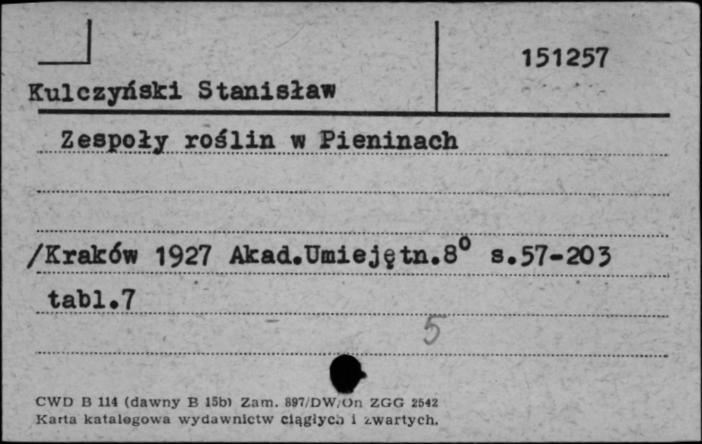 151257
Kulczyński Stanisław
Zespoły roślin w Pieninach
/Kraków 1927 Akad.Umiejętn.8° s.57-203
tabl.7
5
CWD B 114 (dawny B 15b) Zam. 897/DW/On ZGG 2542
Karta katalogowa wydawnictw ciągłych i zwartych.